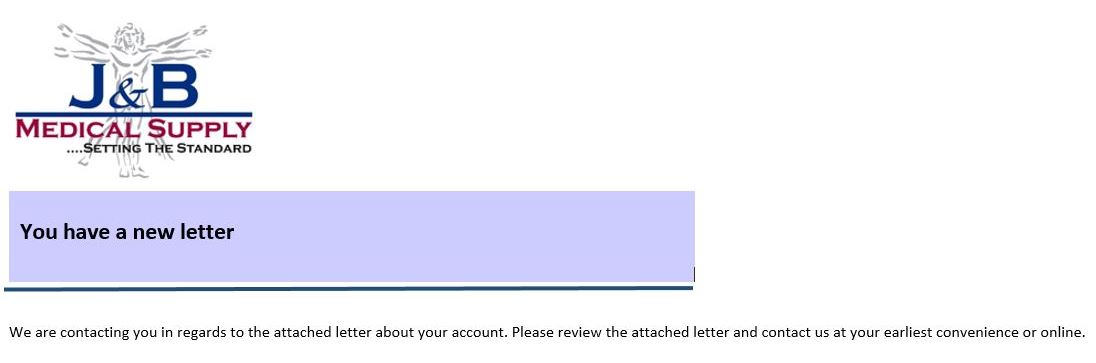 J&B
MEDICAL SUPPLY
....SETTING THE STANDARD
You have a new letter
We are contacting you in regards to the attached letter about your account. Please review the attached letter and contact us at your earliest convenience or online.